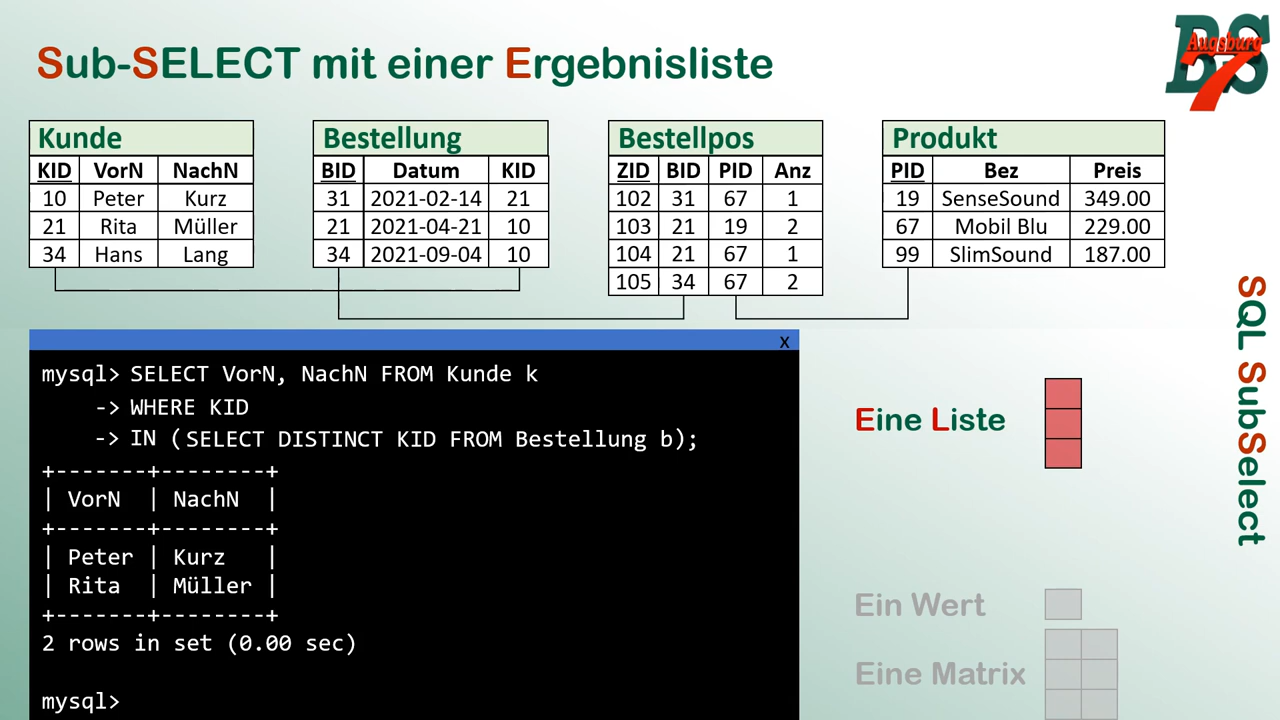 Sub-SELECT mit einer Ergebnisliste
BS Augsburg 7
Kunde
KID VorN NachN
10 Peter Kurz
21 Rita Müller
34 Hans Lang
Bestellung
BID Datum KID
31 2021-02-14 21
21 2021-04-21 10
34 2021-09-04 10
Bestellpos
ZID BID PID Anz
102 31 67 1
103 21 19 2
104 21 67 1
105 34 67 2
Produkt
PID Bez Preis
19 SenseSound 349.00
67 Mobil Blu 229.00
99 SlimSound 187.00
x
mysql> SELECT VorN, NachN FROM Kunde k
    -> WHERE KID
    -> IN (SELECT DISTINCT KID FROM Bestellung b);
+-------+--------+
| VorN  | NachN  |
+-------+--------+
| Peter | Kurz   |
| Rita  | Müller |
+-------+--------+
2 rows in set (0.00 sec)
mysql>
Eine Liste
Ein Wert
Eine Matrix
SQL SubSelect